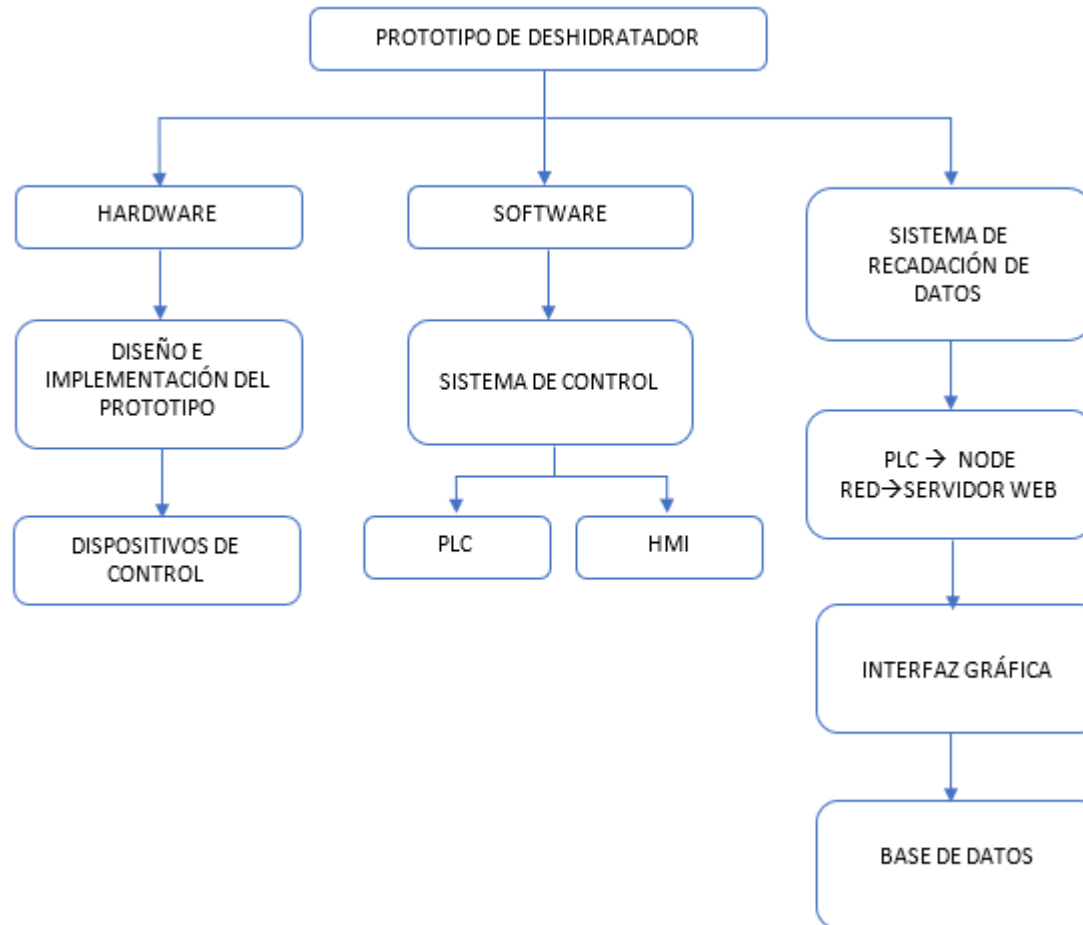 PROTOTIPO DE DESHIDRATADOR
HARDWARE
SOFTWARE
SISTEMA DE
RECADACIÓN DE
DATOS
DISEÑO E
IMPLEMENTACIÓN DEL
PROTOTIPO
SISTEMA DE CONTROL
PLC → NODE
RED→SERVIDOR WEB
DISPOSITIVOS DE
CONTROL
PLC
HMI
INTERFAZ GRÁFICA
BASE DE DATOS